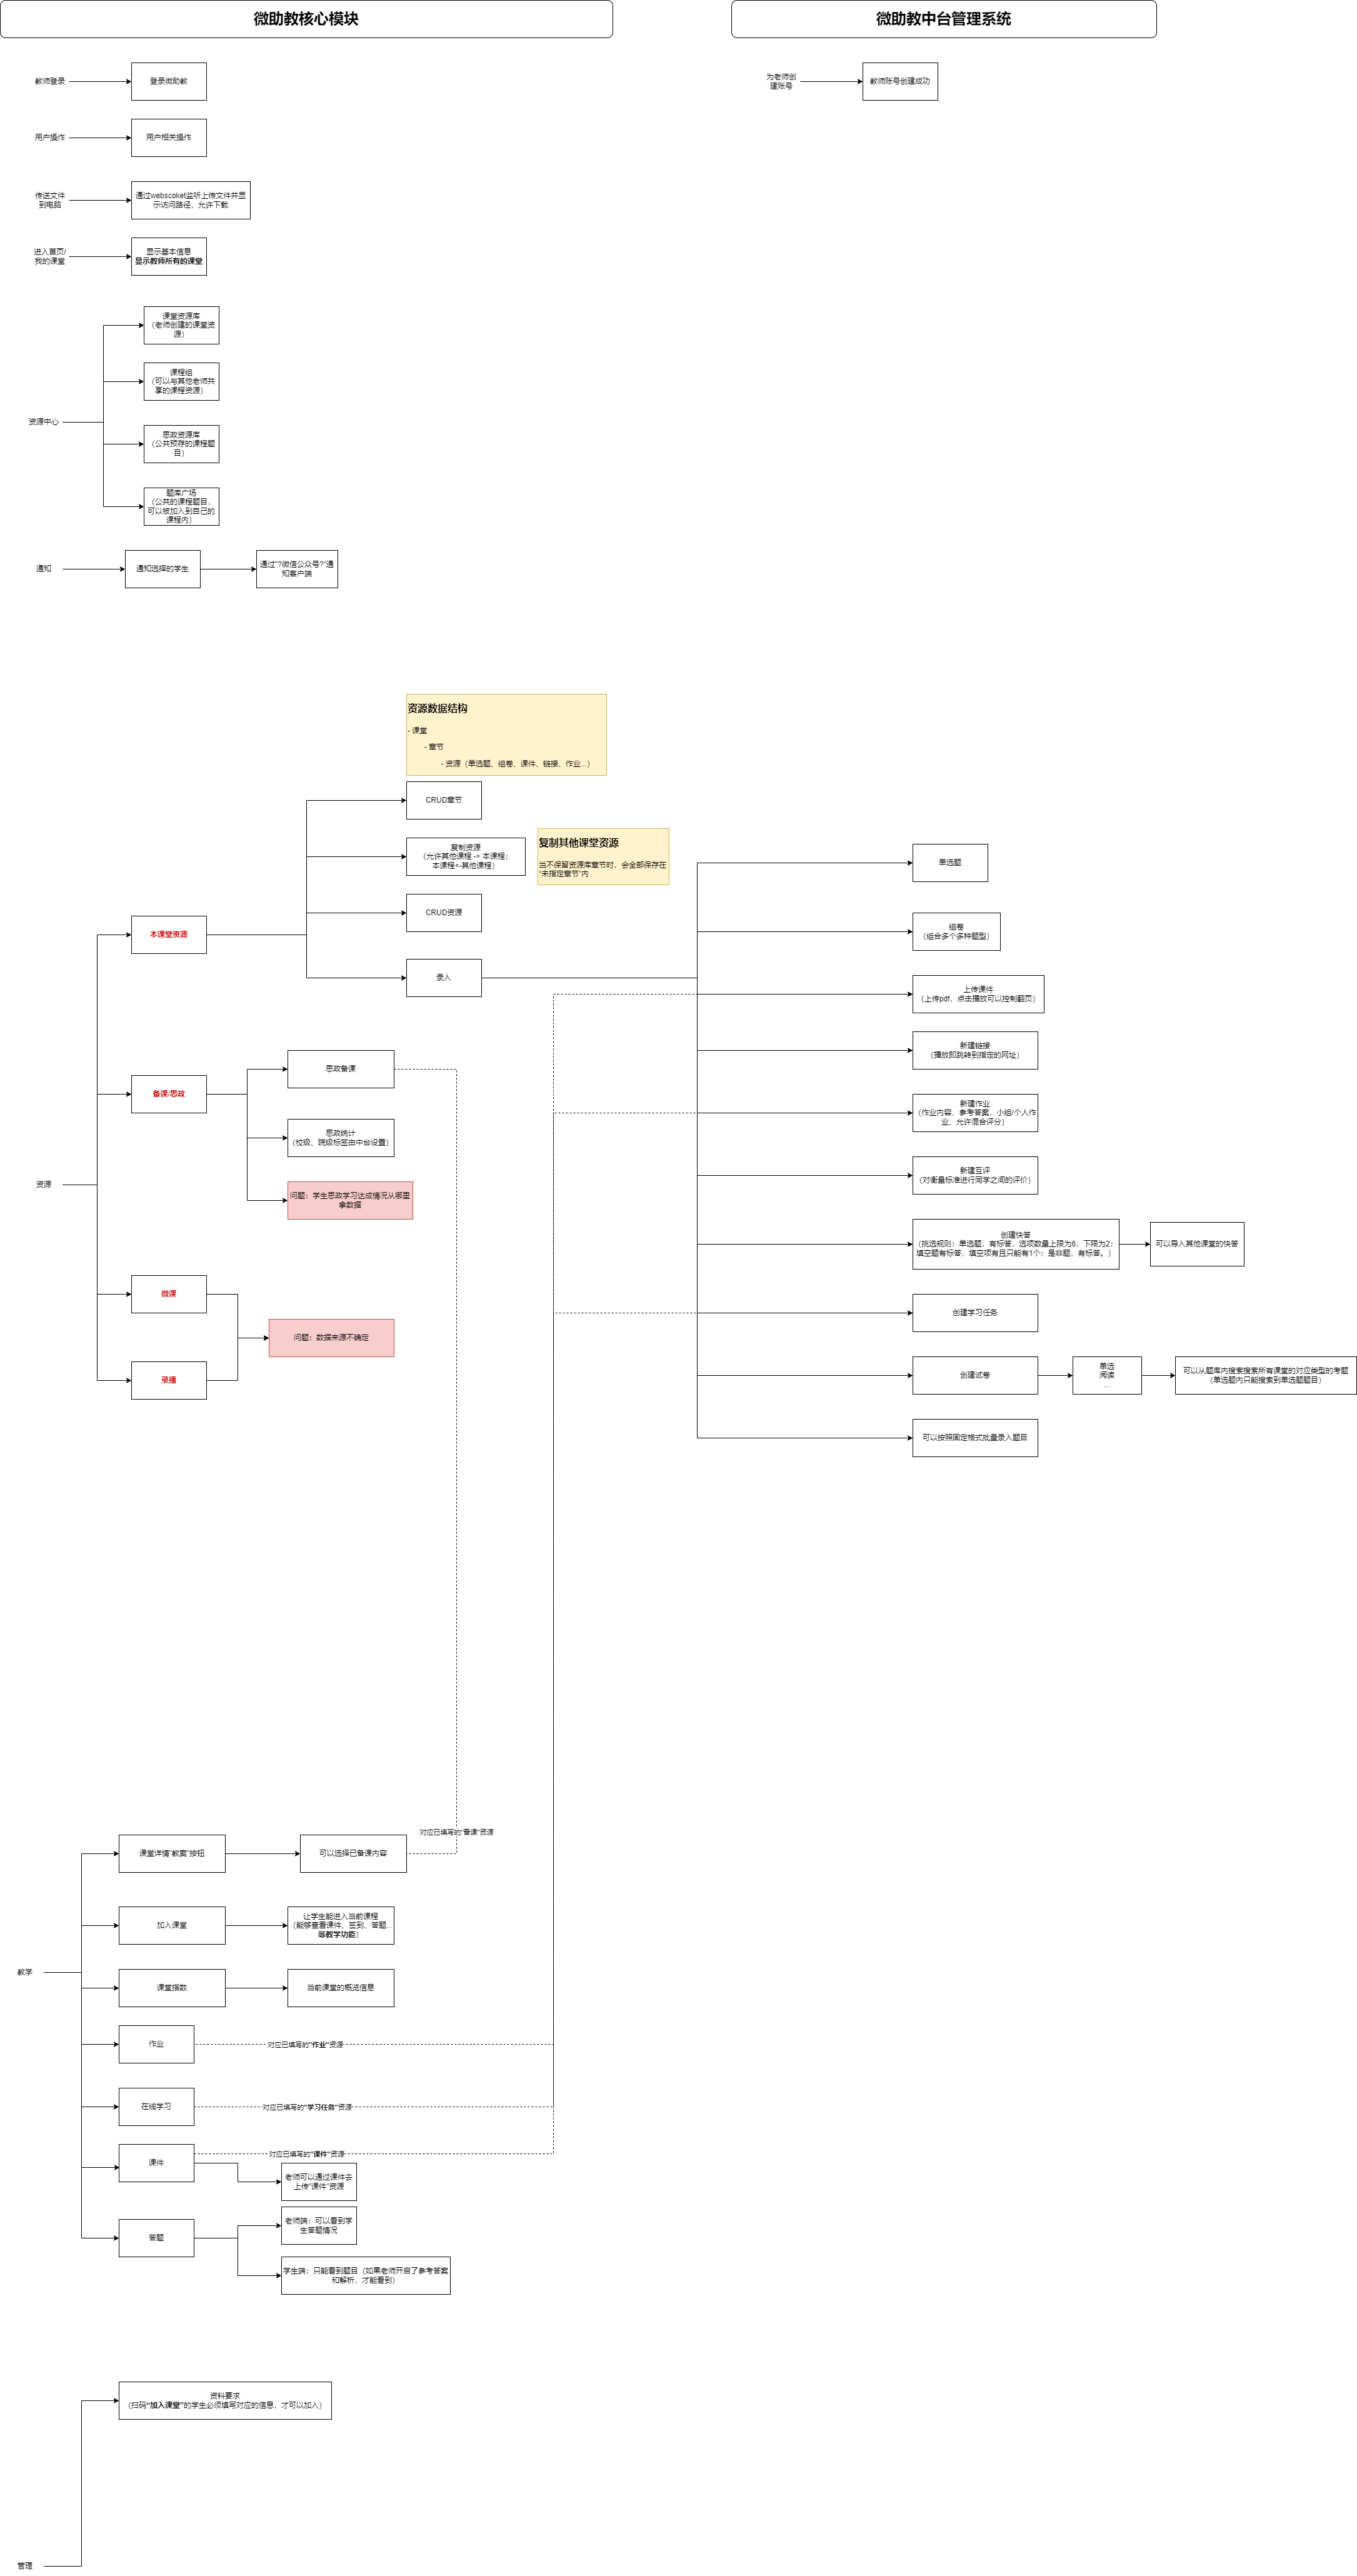 微助教核心模块
微助教中台管理系统
教师登录
登录微助教
为老师创
建账号
教师账号创建成功
用户操作
用户相关操作
传送文件
到电脑
通过webscoket监听上传文件并显
示访问路径，允许下载
进入首页/
我的课堂
显示基本信息
显示教师所有的课堂
资源中心
课堂资源库
（老师创建的课堂资
源）
课程组
（可以与其他老师共
享的课程资源）
思政资源库
（公共预存的课程题
目）
题库广场
（公共的课程题目，
可以被加入到自己的
课程内）
通知
通知选择的学生
通过"?微信公众号?"通
知客户端
资源数据结构
- 课堂
- 章节
- 资源（单选题、组卷、课件、链接、作业...）
CRUD章节
复制资源
（允许其他课程 -> 本课程；
本课程<-其他课程）
复制其他课堂资源
当不保留资源库章节时，会全部保存在
"未指定章节"内
CRUD资源
录入
资源
本课堂资源
备课/思政
思政备课
思政统计
（校级、院级标签由中台设置）
问题：学生思政学习达成情况从哪里
拿数据
微课
录播
问题：数据来源不确定
单选题
组卷
（组合多个多种题型）
上传课件
（上传pdf，点击播放可以控制翻页）
新建链接
（播放即跳转到指定的网址）
新建作业
（作业内容、参考答案，小组/个人作
业、允许混合评分）
新建互评
（对衡量标准进行同学之间的评价）
创建快答
（挑选规则：单选题，有标答，选项数量上限为6，下限为2；
填空题有标答，填空项有且只能有1个；是非题，有标答。）
可以导入其他课堂的快答
创建学习任务
创建试卷
单选
阅读
...
可以从题库内搜索搜索所有课堂的对应类型的考题
（单选题内只能搜索到单选题题目）
可以按照固定格式批量录入题目
教学
课堂详情"教案"按钮
可以选择已备课内容
对应已填写的"备课"资源
加入课堂
让学生能进入当前课程
（能够查看课件、签到、答题...
等教学功能）
课堂指数
当前课堂的概览信息
作业
对应已填写的"作业"资源
在线学习
对应已填写的"学习任务"资源
课件
对应已填写的"课件"资源
老师可以通过课件去
上传"课件"资源
答题
老师端：可以看到学
生答题情况
学生端：只能看到题目（如果老师开启了参考答案
和解析，才能看到）
资料要求
（扫码"加入课堂"的学生必须填写对应的信息，才可以加入）
管理